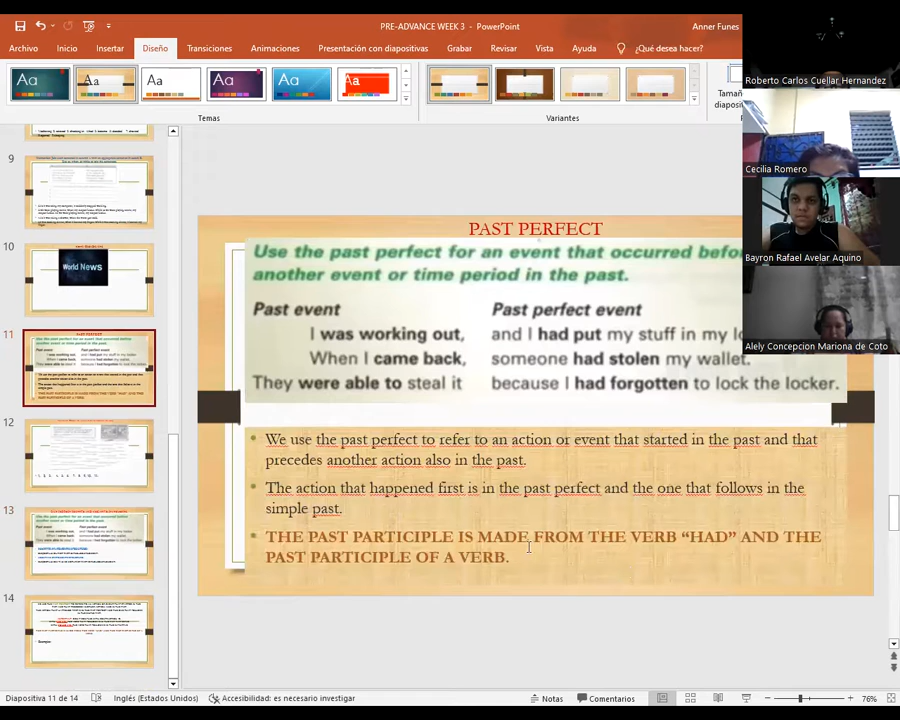 PRE-ADVANCE WEEK 3 - PowerPoint
Anner Funes
Archivo Inicio Insertar Diseño Transiciones Animaciones Presentación con diapositivas Grabar Revisar Vista Ayuda ¿Qué desea hacer?
Aa Aa Aa Aa Aa Aa
Tamañ
diaposi
Temas Variantes
Roberto Carlos Cuellar Hernandez
Cecilia Romero
Bayron Rafael Avelar Aquino
Alely Concepcion Mariona de Coto
9
10
World News
11
12
13
14
PAST PERFECT
Use the past perfect for an event that occurred befo
another event or time period in the past.
Past event Past perfect event
I was working out, and I had put my stuff in my lo
When I came back, someone had stolen my wallet.
They were able to steal it because I had forgotten to lock the locker.
• We use the past perfect to refer to an action or event that started in the past and that
precedes another action also in the past.
• The action that happened first is in the past perfect and the one that follows in the
simple past.
• THE PAST PARTICIPLE IS MADE FROM THE VERB “HAD” AND THE
PAST PARTICIPLE OF A VERB.
Diapositiva 11 de 14 Inglés (Estados Unidos) Accesibilidad: es necesario investigar Notas Comentarios 76%